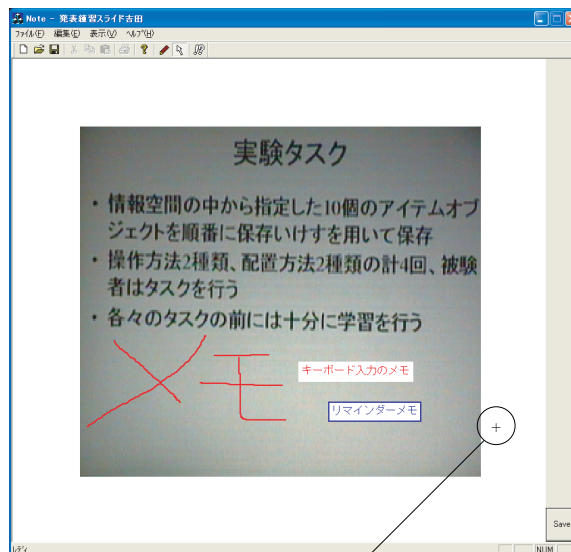 Note - 発表練習スライド吉田
ファイル(F) 編集(E) 表示(V) ヘルプ(H)
実験タスク
・情報空間の中から指定した10個のアイテムオブ
ジェクトを順番に保存いけすを用いて保存
・操作方法2種類、配置方法2種類の計4回、被験
者はタスクを行う
・各々のタスクの前には十分に学習を行う
メモ
キーボード入力のメモ
リマインダーメモ
Save
レディ
NUM